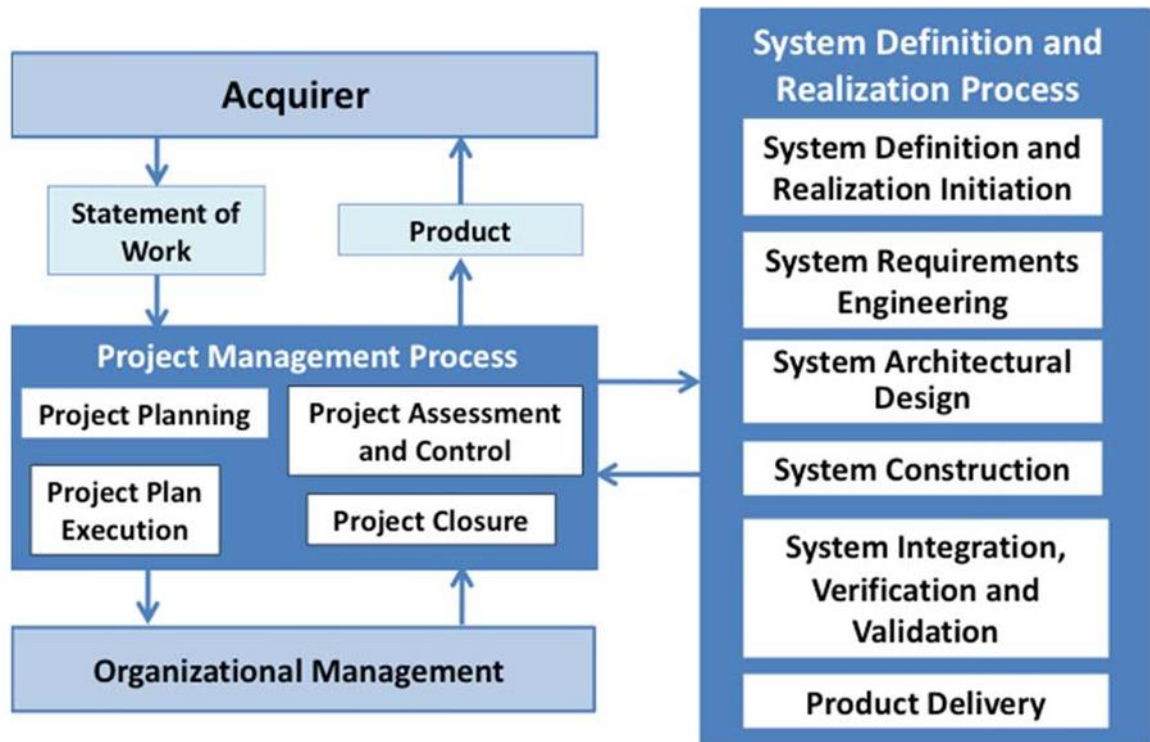 Acquirer
Statement of
Work
Product
Project Management Process
Project Planning
Project Assessment
and Control
Project Plan
Execution
Project Closure
Organizational Management
System Definition and
Realization Process
System Definition and
Realization Initiation
System Requirements
Engineering
System Architectural
Design
System Construction
System Integration,
Verification and
Validation
Product Delivery